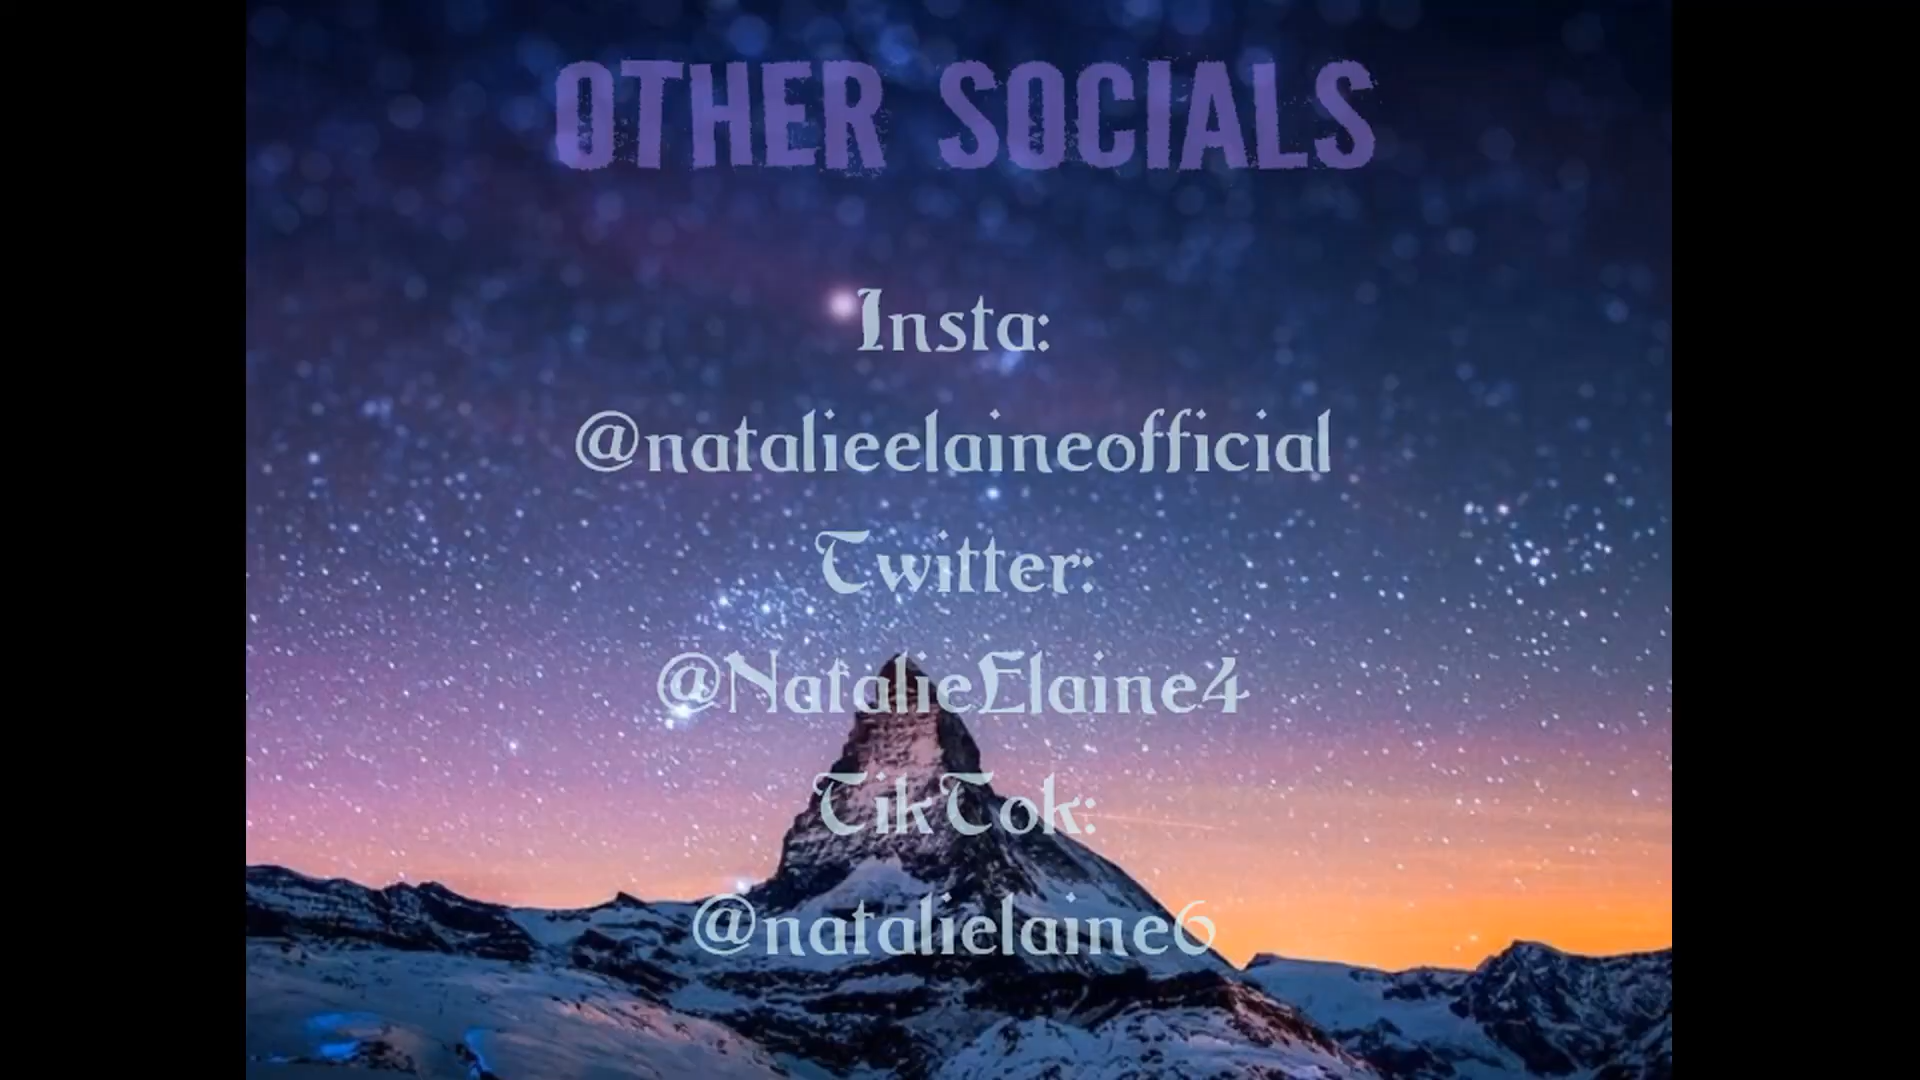 OTHER SOCIALS
Insta:
@natalieelaineofficial
Twitter:
@NatalieElaine4
TikTok:
@natalielaine6